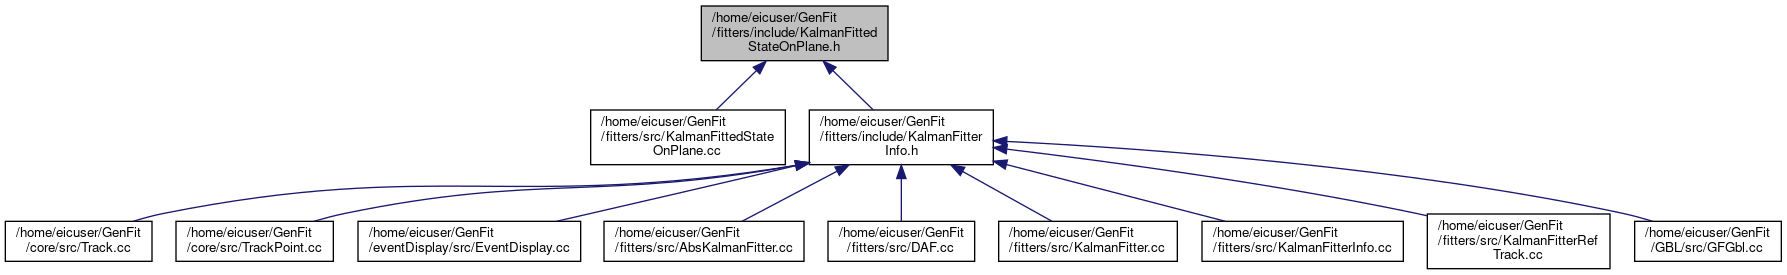 /home/eicuser/GenFit
/fitters/include/KalmanFitted
StateOnPlane.h
/home/eicuser/GenFit
/fitters/src/KalmanFittedState
OnPlane.cc
/home/eicuser/GenFit
/fitters/include/KalmanFitter
Info.h
/home/eicuser/GenFit
/core/src/Track.cc
/home/eicuser/GenFit
/core/src/TrackPoint.cc
/home/eicuser/GenFit
/eventDisplay/src/EventDisplay.cc
/home/eicuser/GenFit
/fitters/src/AbsKalmanFitter.cc
/home/eicuser/GenFit
/fitters/src/DAF.cc
/home/eicuser/GenFit
/fitters/src/KalmanFitter.cc
/home/eicuser/GenFit
/fitters/src/KalmanFitterInfo.cc
/home/eicuser/GenFit
/fitters/src/KalmanFitterRef
Track.cc
/home/eicuser/GenFit
/GBL/src/GFGbl.cc